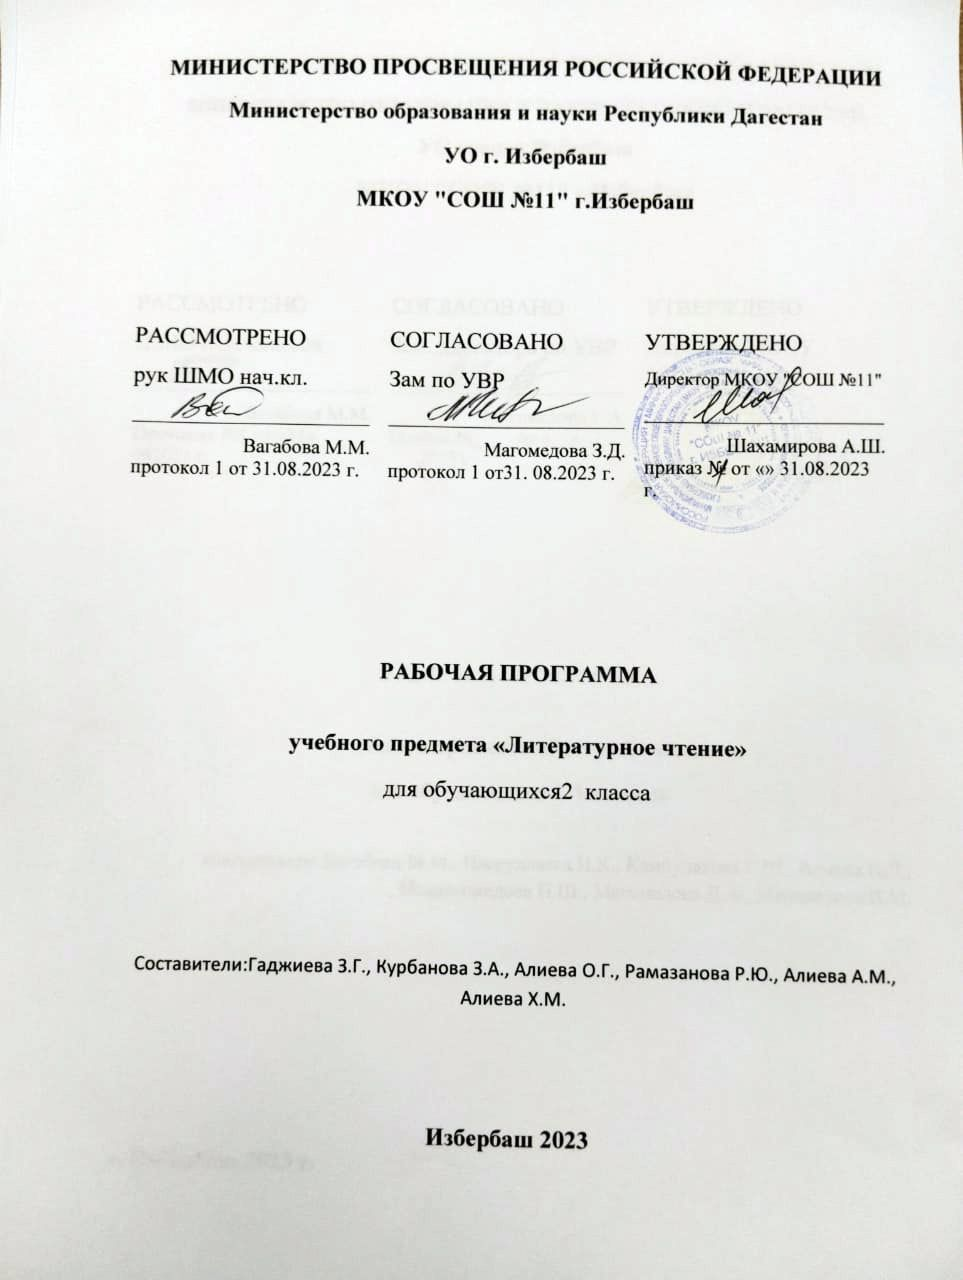 МИНИСТЕРСТВО ПРОСВЕЩЕНИЯ РОССИЙСКОЙ ФЕДЕРАЦИИ
Министерство образования и науки Республики Дагестан
УО г. Избербаш
МКОУ "СОШ №11" г.Избербаш
РАССМОТРЕНО
рук ШМО нач.кл.
Вагабова М.М.
протокол 1 от 31.08.2023 г.
СОГЛАСОВАНО
Зам по УВР
Магомедова З.Д.
протокол 1 от31. 08.2023 г.
УТВЕРЖДЕНО
Директор МКОУ "СОШ №11"
Шахамирова А.Ш.
приказ № от «» 31.08.2023
г.
"СОШ № 11"
РАБОЧАЯ ПРОГРАММА
учебного предмета «Литературное чтение»
для обучающихся2 класса
Составители:Гаджиева З.Г., Курбанова З.А., Алиева О.Г., Рамазанова Р.Ю., Алиева А.М.,
Алиева Х.М.
Избербаш 2023